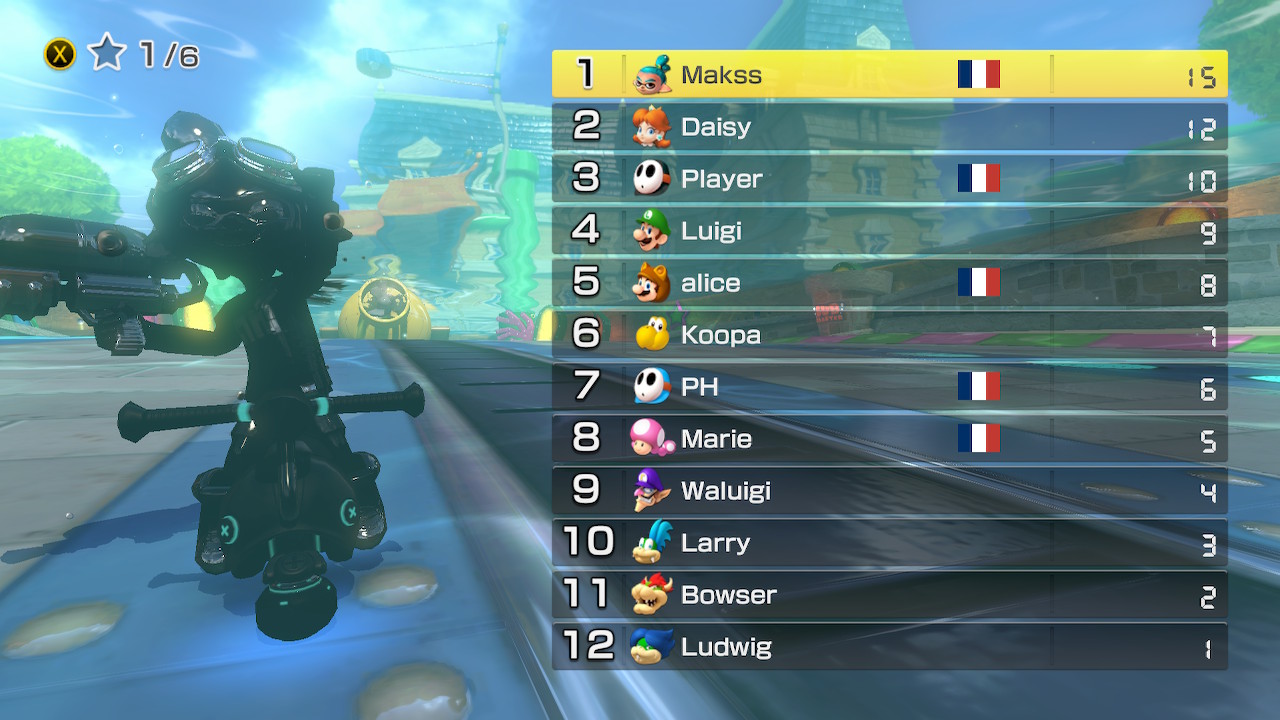 X 1/6
1 Makss 15
2 Daisy 12
3 Player 10
4 Luigi 9
5 alice 8
6 Koopa 7
7 PH 6
8 Marie 5
9 Waluigi 4
10 Larry 3
11 Bowser 2
12 Ludwig 1